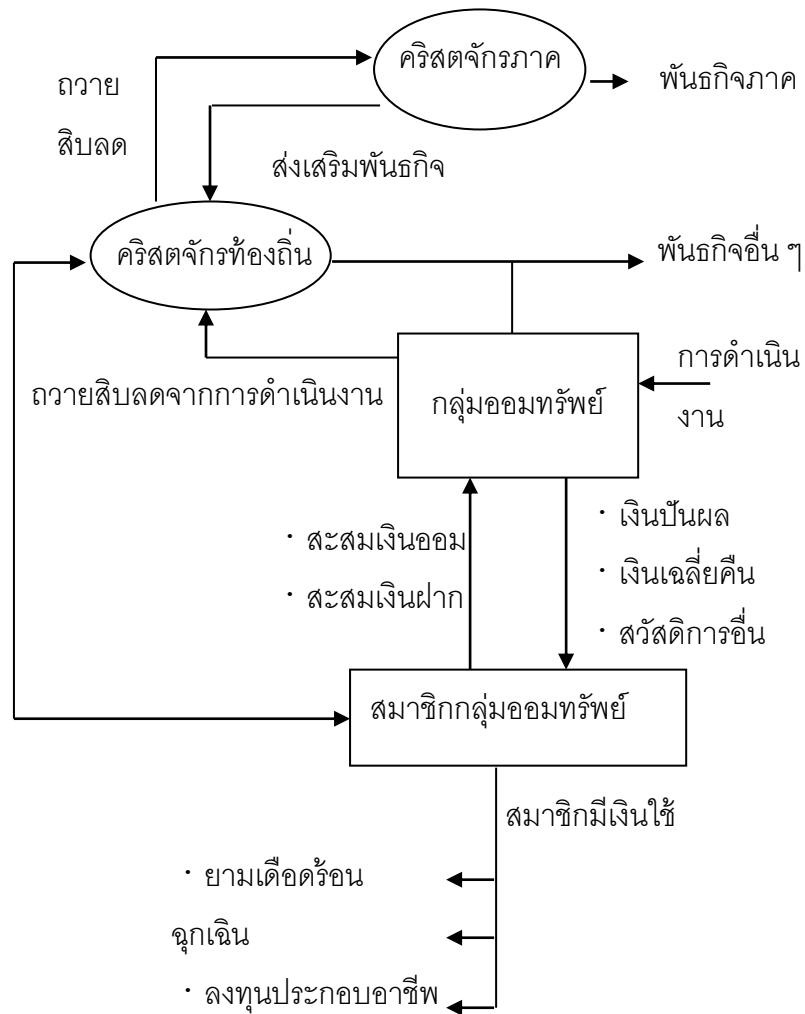 คริสตจักรภาค
พันธกิจภาค
ถวาย
สิบลด
ส่งเสริมพันธกิจ
คริสตจักรท้องถิ่น
พันธกิจอื่น ๆ
การดำเนิน
งาน
ถวายสิบลดจากการดำเนินงาน
กลุ่มออมทรัพย์
· สะสมเงินออม
· สะสมเงินฝาก
· เงินปันผล
· เงินเฉลี่ยคืน
· สวัสดิการอื่น
สมาชิกกลุ่มออมทรัพย์
สมาชิกมีเงินใช้
· ยามเดือดร้อน
ฉุกเฉิน
· ลงทุนประกอบอาชีพ